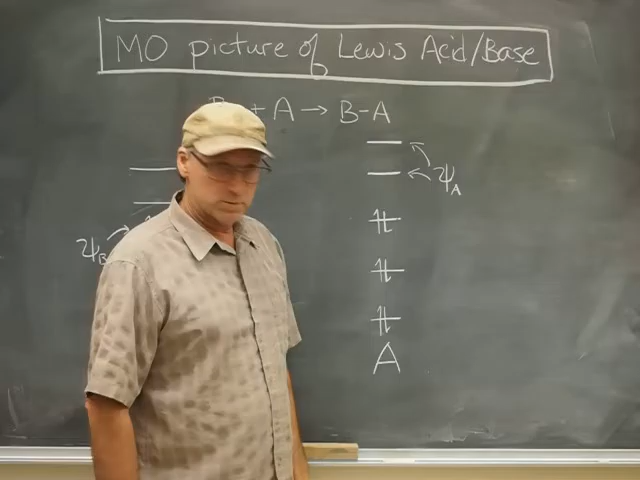 MO picture of Lewis Acid/Base
B + A → B-A
ψA
ψB
A